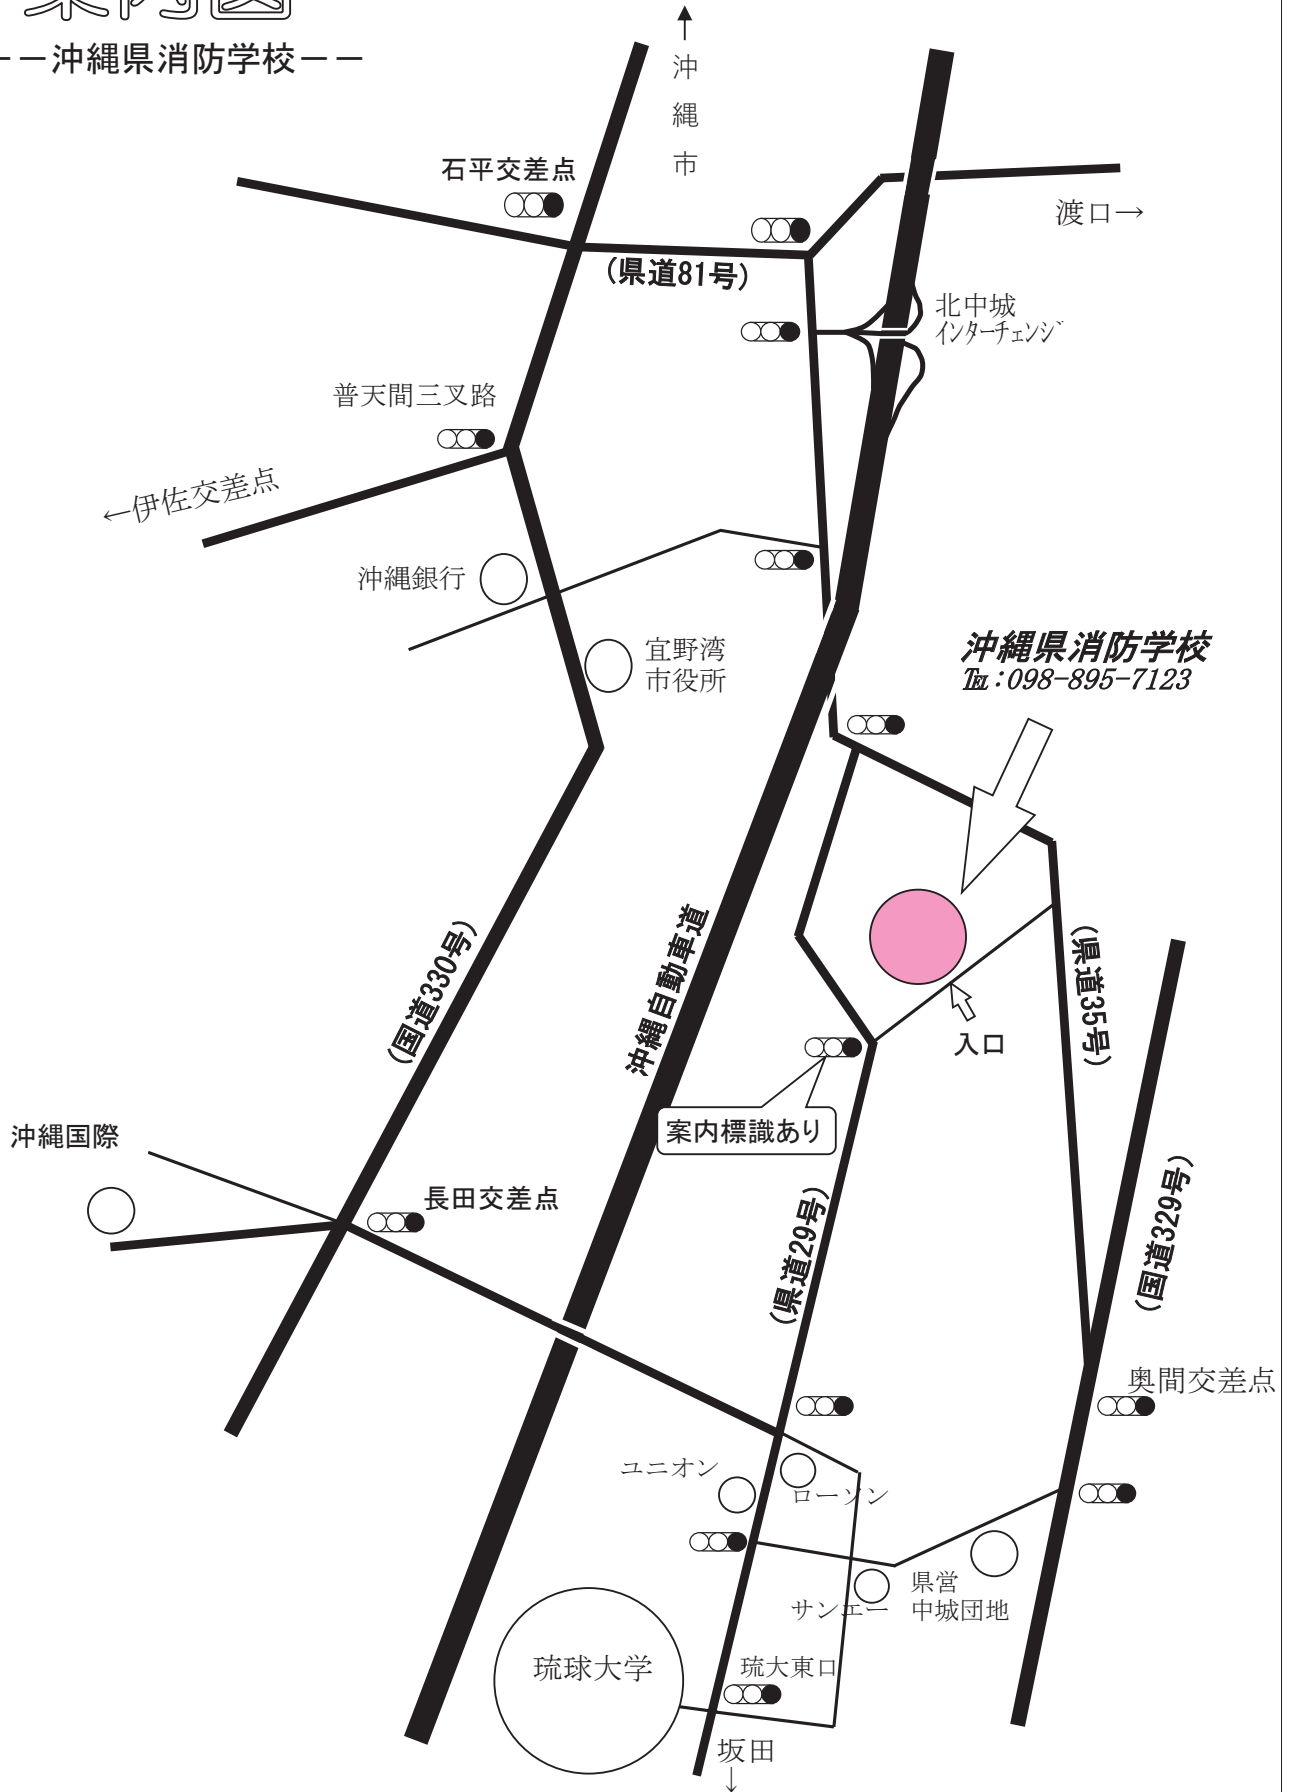 案内図
－－沖縄県消防学校－－
↑
沖縄市
石平交差点
渡口→
(県道81号)
北中城
インターチェンジ
普天間三叉路
←伊佐交差点
沖縄銀行
宜野湾
市役所
沖縄県消防学校
℡:098-895-7123
(国道330号)
沖縄自動車道
(県道35号)
入口
案内標識あり
沖縄国際
長田交差点
(県道29号)
(国道329号)
奥間交差点
ユニオン
ローソン
サンエー
県営
中城団地
琉球大学
琉大東口
坂田
↓